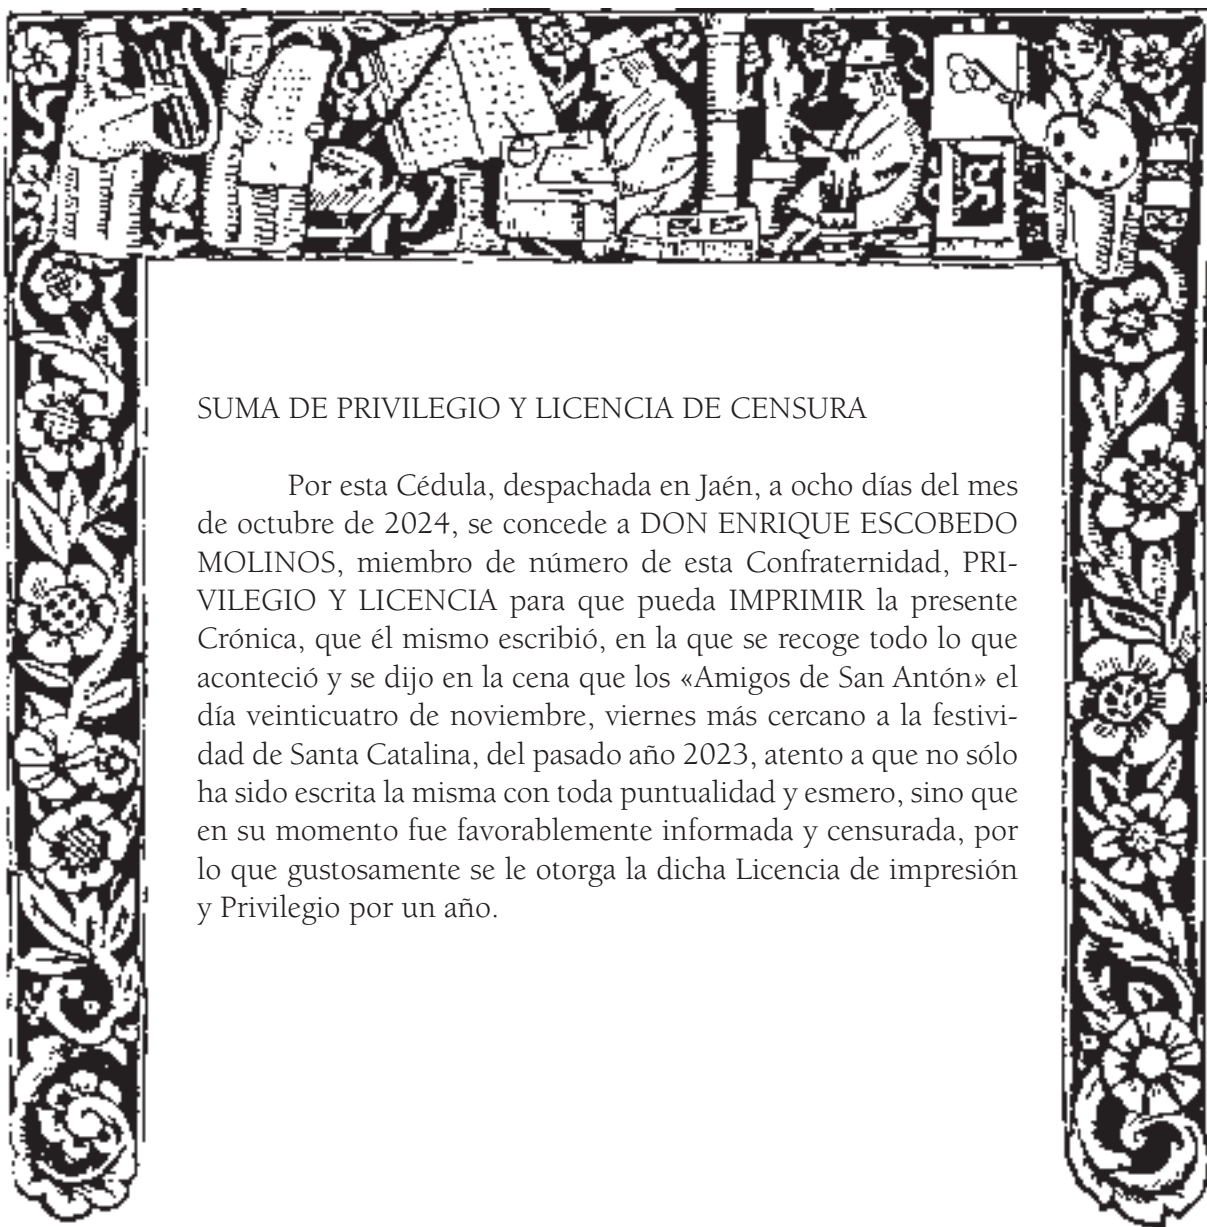 SUMA DE PRIVILEGIO Y LICENCIA DE CENSURA
Por esta Cédula, despachada en Jaén, a ocho días del mes
de octubre de 2024, se concede a DON ENRIQUE ESCOBEDO
MOLINOS, miembro de número de esta Confraternidad, PRI-
VILEGIO Y LICENCIA para que pueda IMPRIMIR la presente
Crónica, que él mismo escribió, en la que se recoge todo lo que
aconteció y se dijo en la cena que los «Amigos de San Antón» el
día veinticuatro de noviembre, viernes más cercano a la festivi-
dad de Santa Catalina, del pasado año 2023, atento a que no sólo
ha sido escrita la misma con toda puntualidad y esmero, sino que
en su momento fue favorablemente informada y censurada, por
lo que gustosamente se le otorga la dicha Licencia de impresión
y Privilegio por un año.